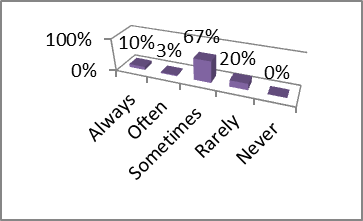 100%
0%
10%
3%
67%
20%
0%
Always
Often
Sometimes
Rarely
Never